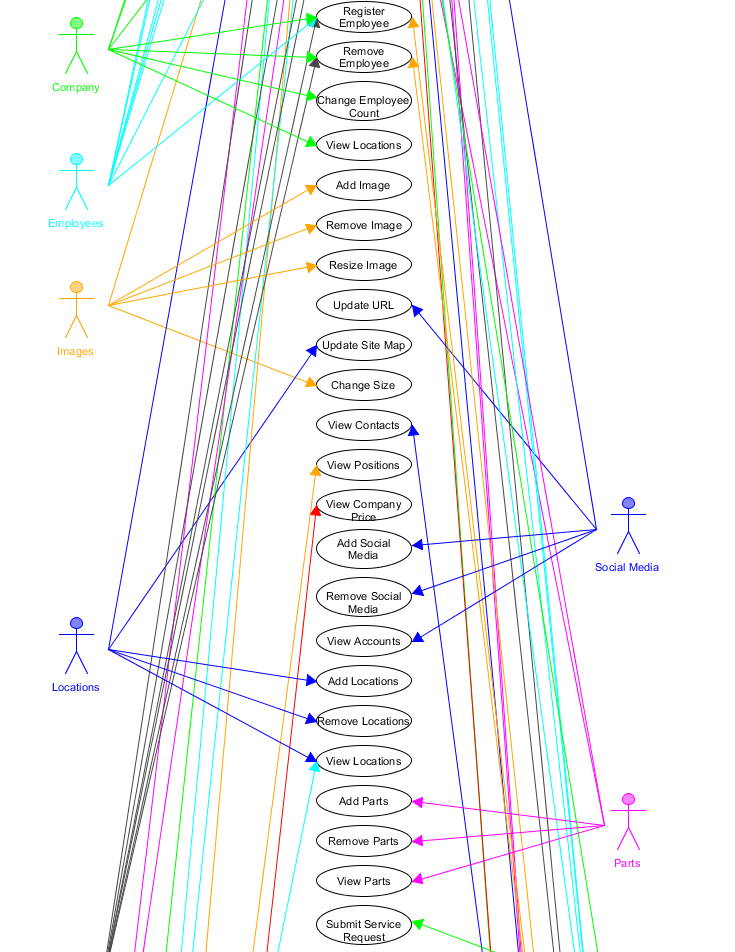 Register
Employee
Company
Remove
Employee
Change Employee
Count
View Locations
Add Image
Employees
Remove Image
Resize Image
Update URL
Images
Update Site Map
Change Size
View Contacts
View Positions
View Company
Price
Add Social
Media
Social Media
Remove Social
Media
View Accounts
Locations
Add Locations
Remove Locations
View Locations
Add Parts
Remove Parts
Parts
View Parts
Submit Service
Request